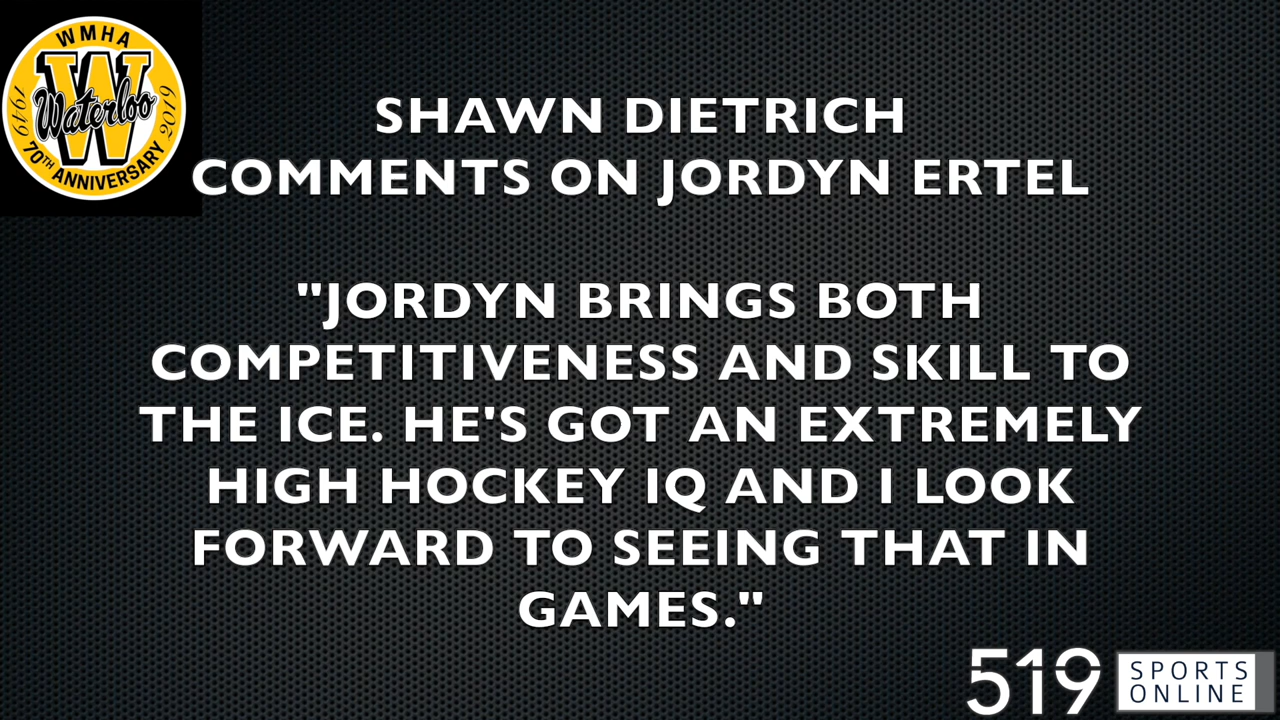 WMHA
W
Waterloo
1949 2019
70TH ANNIVERSARY
SHAWN DIETRICH
COMMENTS ON JORDYN ERTEL
"JORDYN BRINGS BOTH
COMPETITIVENESS AND SKILL TO
THE ICE. HE'S GOT AN EXTREMELY
HIGH HOCKEY IQ AND I LOOK
FORWARD TO SEEING THAT IN
GAMES."
519 SPORTS
ONLINE